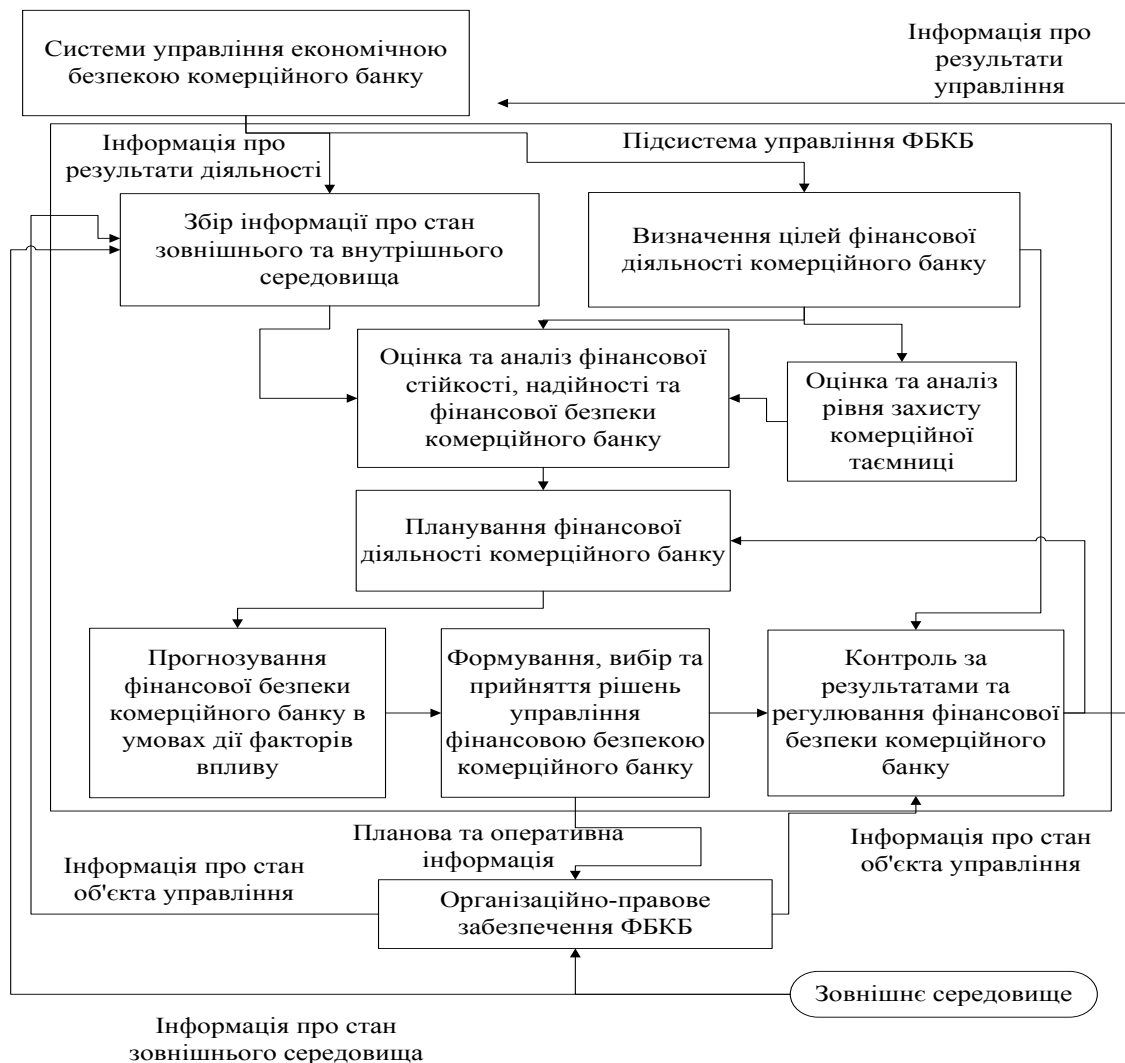 Системи управління економічною
безпекою комерційного банку
Інформація про
результати
управління
Інформація про
результати діяльності
Підсистема управління ФБКБ
Збір інформації про стан
зовнішнього та внутрішнього
середовища
Визначення цілей фінансової
діяльності комерційного банку
Оцінка та аналіз фінансової
стійкості, надійності та
фінансової безпеки
комерційного банку
Оцінка та аналіз
рівня захисту
комерційної
таємниці
Планування фінансової
діяльності комерційного банку
Прогнозування
фінансової безпеки
комерційного банку в
умовах дії факторів
впливу
Формування, вибір та
прийняття рішень
управління
фінансовою безпекою
комерційного банку
Контроль за
результатами та
регулювання фінансової
безпеки комерційного
банку
Планова та оперативна
інформація
Інформація про стан
об'єкта управління
Інформація про стан
об'єкта управління
Організаційно-правове
забезпечення ФБКБ
Зовнішнє середовище
Інформація про стан
зовнішнього середовища